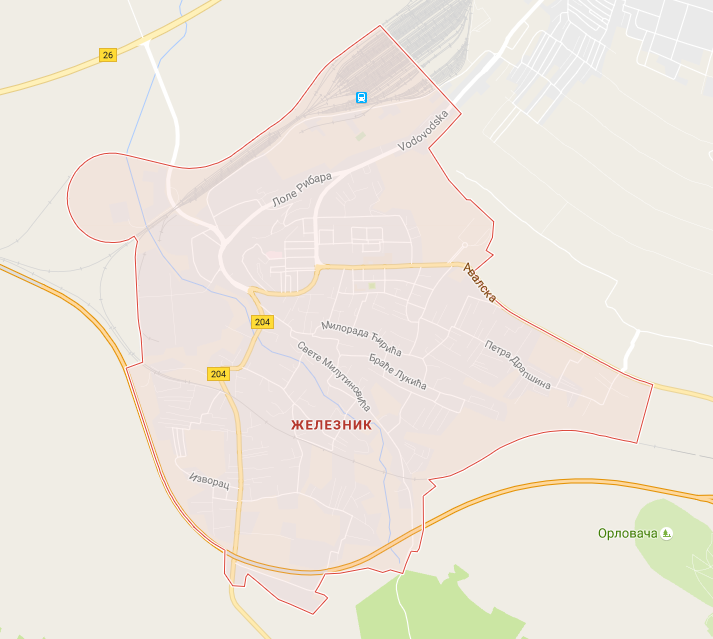 26
Vodovodska
Лоле Рибара
Авалска
204
Милорада Ћирића
Петра Драпшина
Свете Милутиновића
Браће Лукића
204
ЖЕЛЕЗНИК
Изворац
Орловача